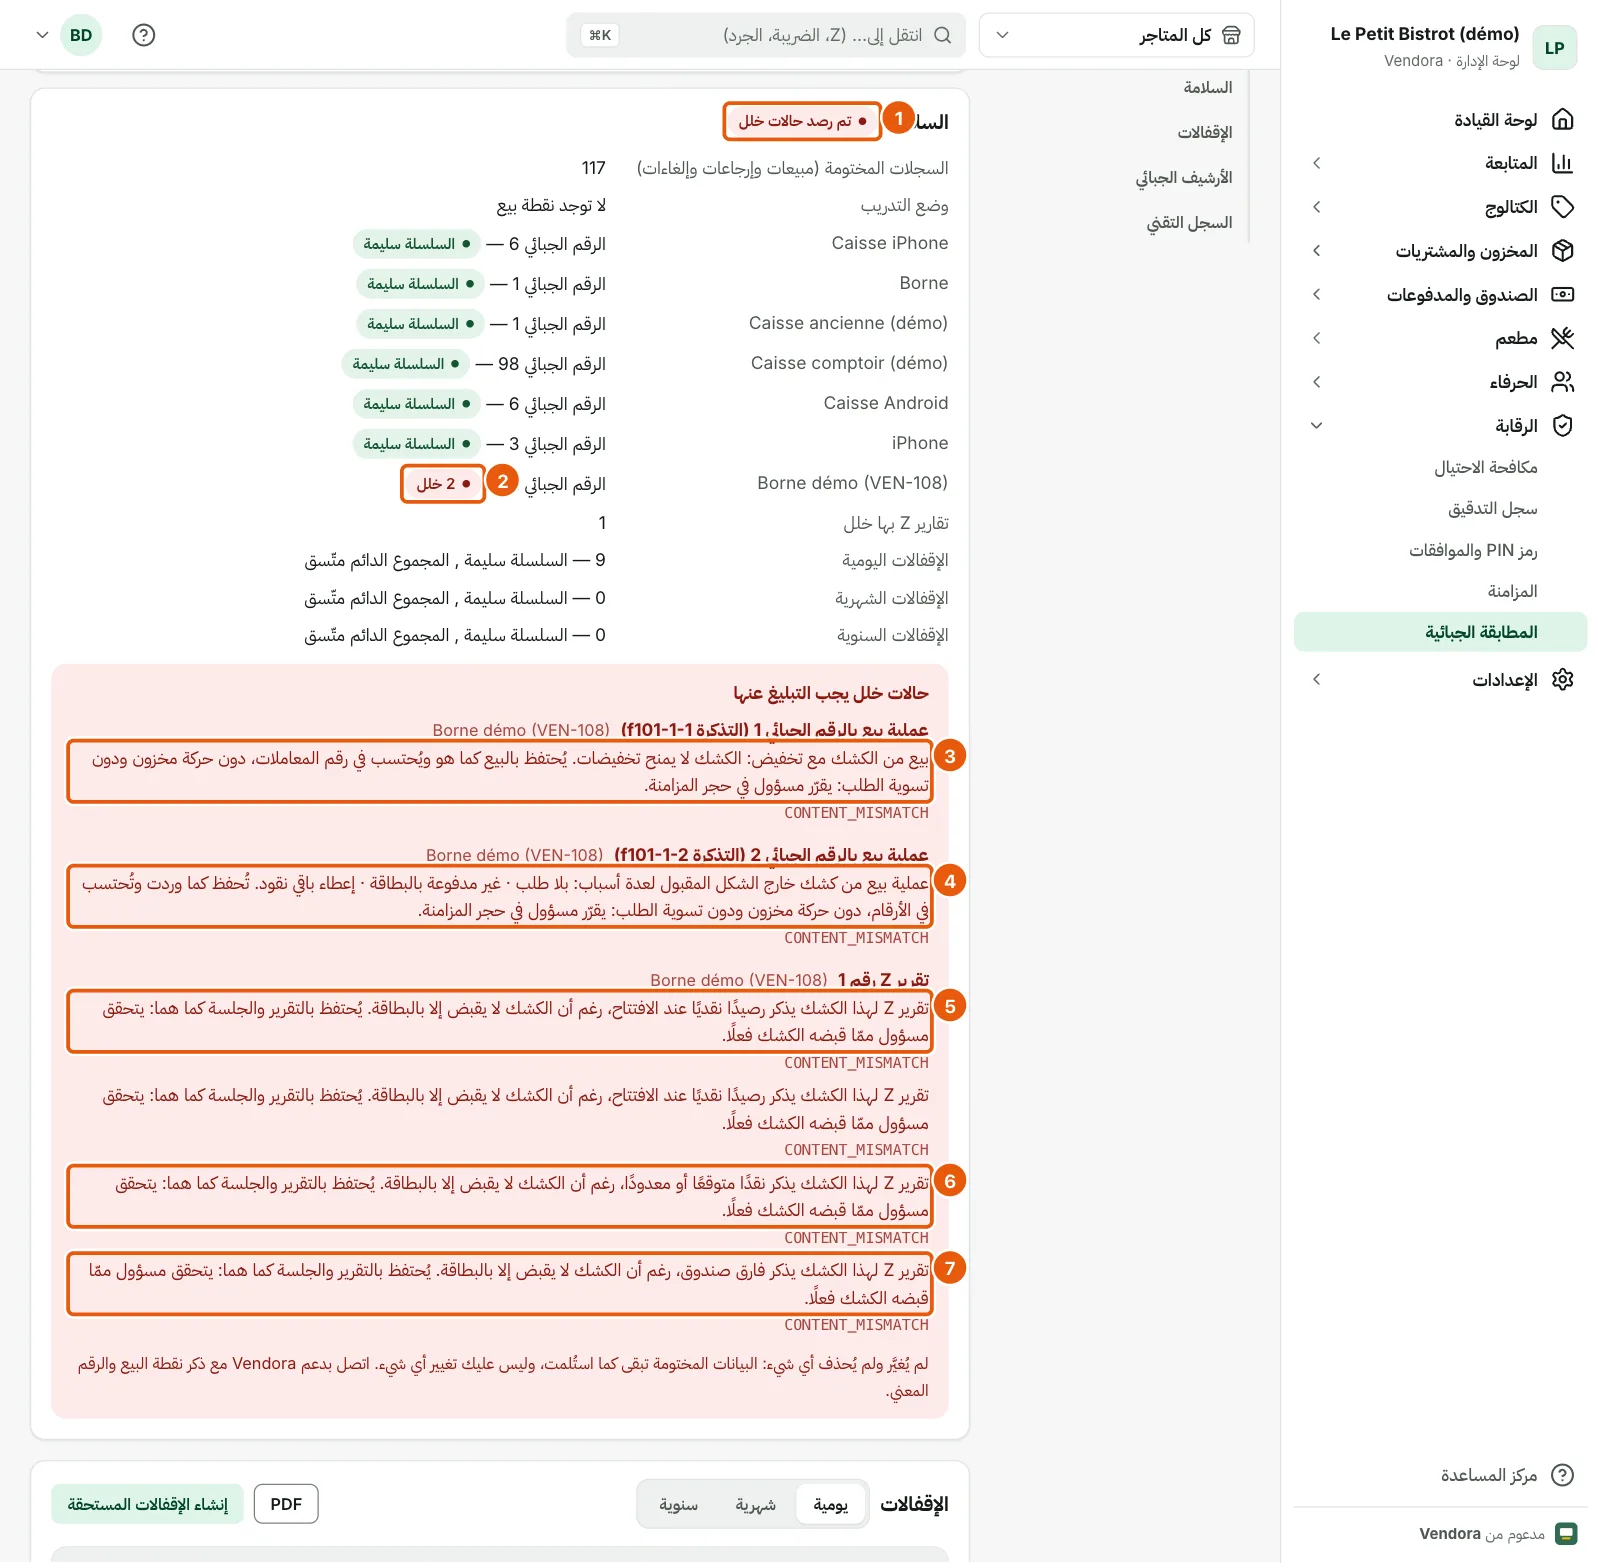 Le Petit Bistrot (démo)
لوحة الإدارة · Vendora
LP
كل المتاجر
انتقل إلى... (Z، الضريبة، الجرد)
⌘K
BD
لوحة القيادة
المتابعة
الكتالوج
المخزون والمشتريات
الصندوق والمدفوعات
مطعم
الحرفاء
الرقابة
مكافحة الاحتيال
سجل التدقيق
رمز PIN والموافقات
المزامنة
المطابقة الجبائية
الإعدادات
مركز المساعدة
مدعوم من Vendora
السلامة
الإقفالات
الأرشيف الجبائي
السجل التقني
1 تم رصد حالات خلل
السجلات المختومة (مبيعات وإرجاعات وإلغاءات) 117
وضع التدريب لا توجد نقطة بيع
Caisse iPhone الرقم الجبائي 6 — السلسلة سليمة
Borne الرقم الجبائي 1 — السلسلة سليمة
Caisse ancienne (démo) الرقم الجبائي 1 — السلسلة سليمة
Caisse comptoir (démo) الرقم الجبائي 98 — السلسلة سليمة
Caisse Android الرقم الجبائي 6 — السلسلة سليمة
iPhone الرقم الجبائي 3 — السلسلة سليمة
Borne démo (VEN-108) الرقم الجبائي 2 2 خلل
تقارير Z بها خلل 1
الإقفالات اليومية 9 — السلسلة سليمة , المجموع الدائم متّسق
الإقفالات الشهرية 0 — السلسلة سليمة , المجموع الدائم متّسق
الإقفالات السنوية 0 — السلسلة سليمة , المجموع الدائم متّسق
حالات خلل يجب التبليغ عنها
عملية بيع بالرقم الجبائي 1 (التذكرة f101-1-1) Borne démo (VEN-108)
3 بيع من الكشك مع تخفيض: الكشك لا يمنح تخفيضات. يُحتفظ بالبيع كما هو ويُحتسب في رقم المعاملات، دون حركة مخزون ودون
تسوية الطلب: يقرّر مسؤول في حجر المزامنة.
CONTENT_MISMATCH
عملية بيع بالرقم الجبائي 2 (التذكرة f101-1-2) Borne démo (VEN-108)
4 عملية بيع من كشك خارج الشكل المقبول لعدة أسباب: بلا طلب · غير مدفوعة بالبطاقة · إعطاء باقي نقود. تُحفظ كما وردت وتُحتسب
في الأرقام، دون حركة مخزون ودون تسوية الطلب: يقرّر مسؤول في حجر المزامنة.
CONTENT_MISMATCH
تقرير Z رقم 1 Borne démo (VEN-108)
5 تقرير Z لهذا الكشك يذكر رصيدًا نقديًا عند الافتتاح، رغم أن الكشك لا يقبض إلا بالبطاقة. يُحتفظ بالتقرير والجلسة كما هما: يتحقق
مسؤول ممّا قبضه الكشك فعلًا.
CONTENT_MISMATCH
تقرير Z لهذا الكشك يذكر رصيدًا نقديًا عند الافتتاح، رغم أن الكشك لا يقبض إلا بالبطاقة. يُحتفظ بالتقرير والجلسة كما هما: يتحقق
مسؤول ممّا قبضه الكشك فعلًا.
CONTENT_MISMATCH
6 تقرير Z لهذا الكشك يذكر نقدًا متوقعًا أو معدودًا، رغم أن الكشك لا يقبض إلا بالبطاقة. يُحتفظ بالتقرير والجلسة كما هما: يتحقق
مسؤول ممّا قبضه الكشك فعلًا.
CONTENT_MISMATCH
7 تقرير Z لهذا الكشك يذكر فارق صندوق، رغم أن الكشك لا يقبض إلا بالبطاقة. يُحتفظ بالتقرير والجلسة كما هما: يتحقق مسؤول ممّا
قبضه الكشك فعلًا.
CONTENT_MISMATCH
لم يُغيَّر ولم يُحذف أي شيء: البيانات المختومة تبقى كما استُلمت، وليس عليك تغيير أي شيء. اتصل بدعم Vendora مع ذكر نقطة البيع والرقم
المعني.
الإقفالات
يومية
شهرية
سنوية
PDF
إنشاء الإقفالات المستحقة